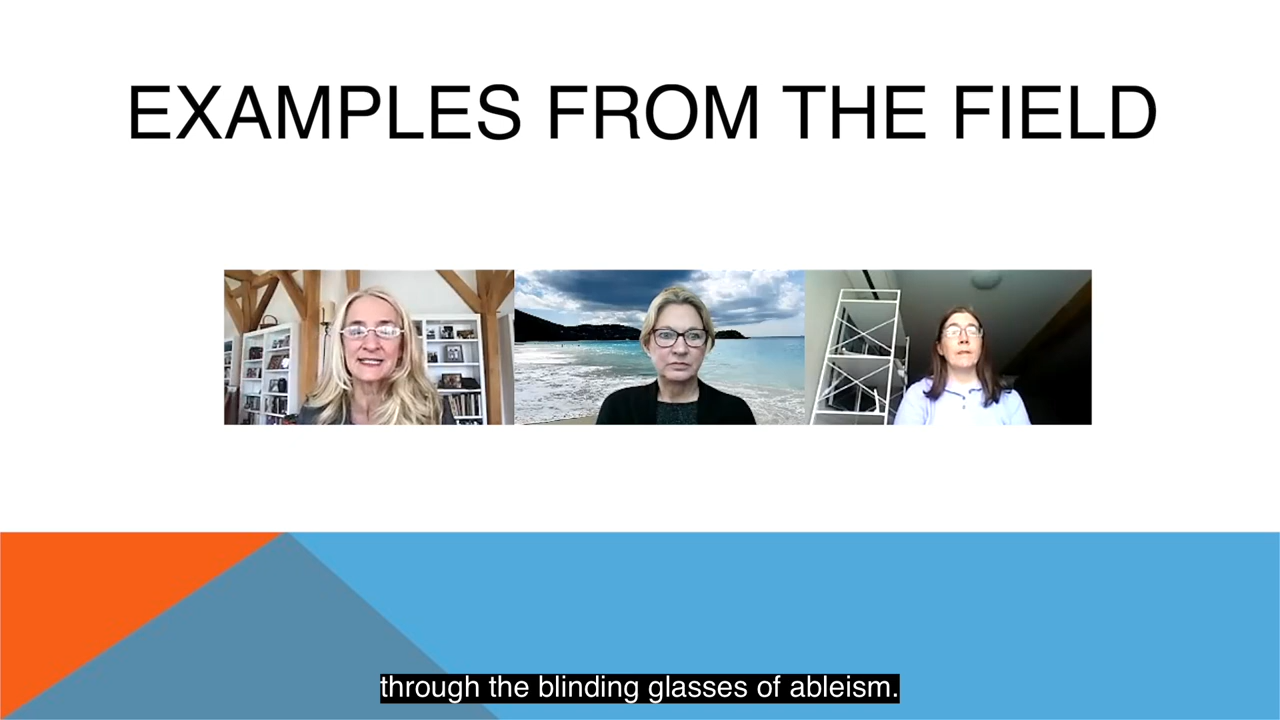 EXAMPLES FROM THE FIELD
through the blinding glasses of ableism.